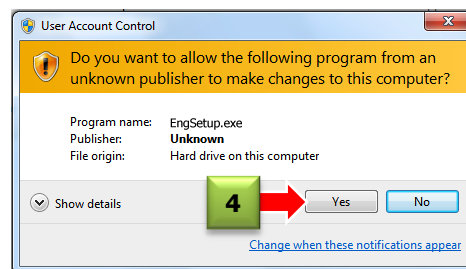 User Account Control
Do you want to allow the following program from an
unknown publisher to make changes to this computer?
Program name: EngSetup.exe
Publisher: Unknown
File origin: Hard drive on this computer
Show details 4 Yes No
Change when these notifications appear